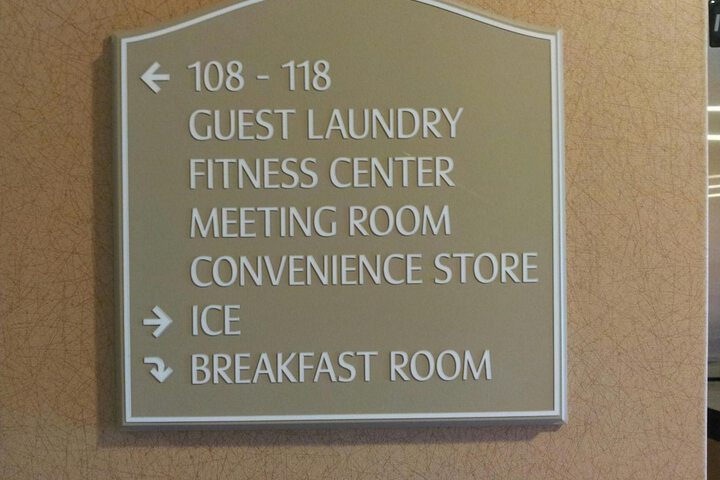 ← 108 - 118
GUEST LAUNDRY
FITNESS CENTER
MEETING ROOM
CONVENIENCE STORE
→ ICE
⤵ BREAKFAST ROOM